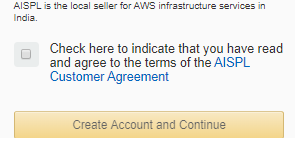 AISPL is the local seller for AWS infrastructure services in
India.
Check here to indicate that you have read
and agree to the terms of the AISPL
Customer Agreement
Create Account and Continue